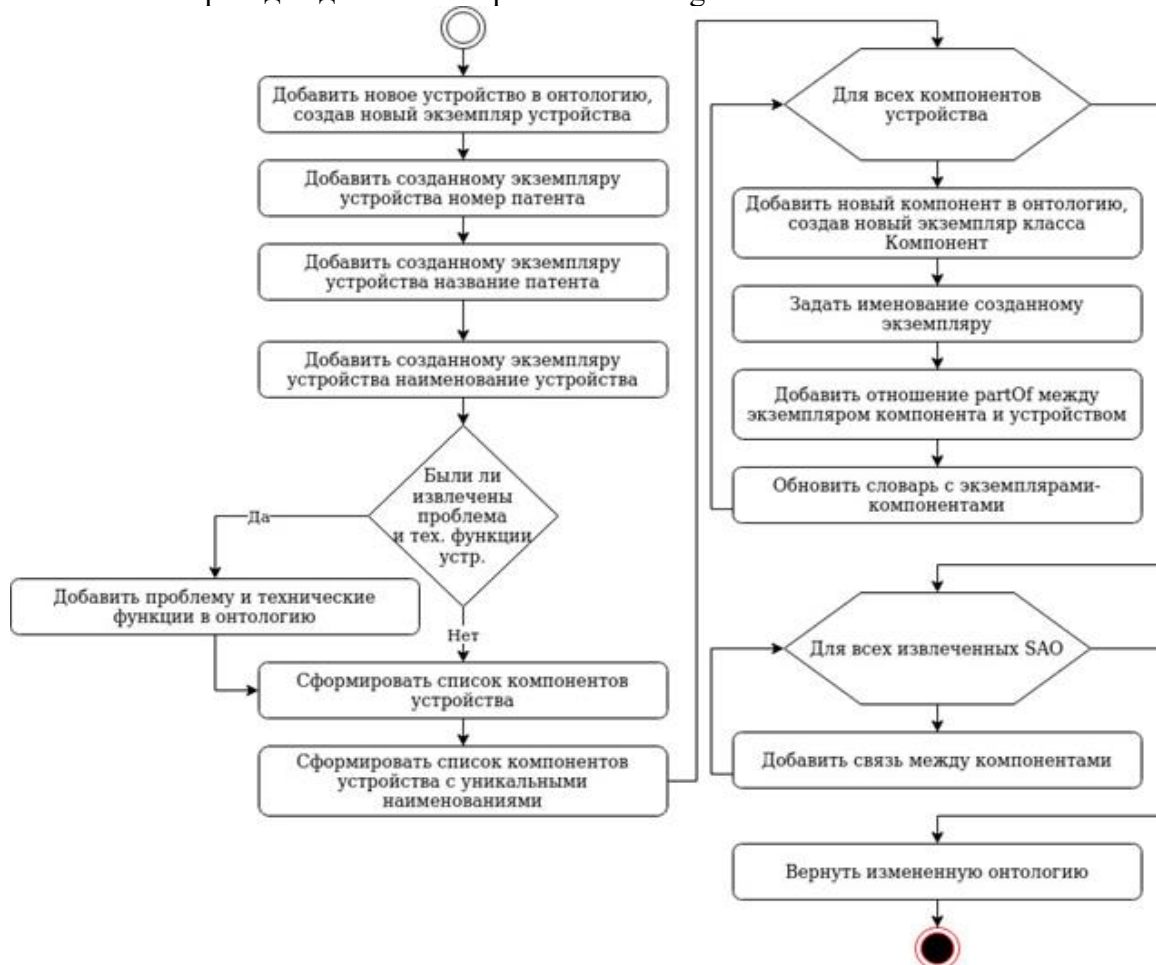 Добавить новое устройство в онтологию,
создав новый экземпляр устройства
Добавить созданному экземпляру
устройства номер патента
Добавить созданному экземпляру
устройства название патента
Добавить созданному экземпляру
устройства наименование устройства
Были ли
извлечены
проблема
и тех. функции
устр.
Да
Добавить проблему и технические
функции в онтологию
Нет
Сформировать список компонентов
устройства
Сформировать список компонентов
устройства с уникальными
наименованиями
Для всех компонентов
устройства
Добавить новый компонент в онтологию,
создав новый экземпляр класса
Компонент
Задать именование созданному
экземпляру
Добавить отношение partOf между
экземпляром компонента и устройством
Обновить словарь с экземплярами-
компонентами
Для всех извлеченных SAO
Добавить связь между компонентами
Вернуть измененную онтологию